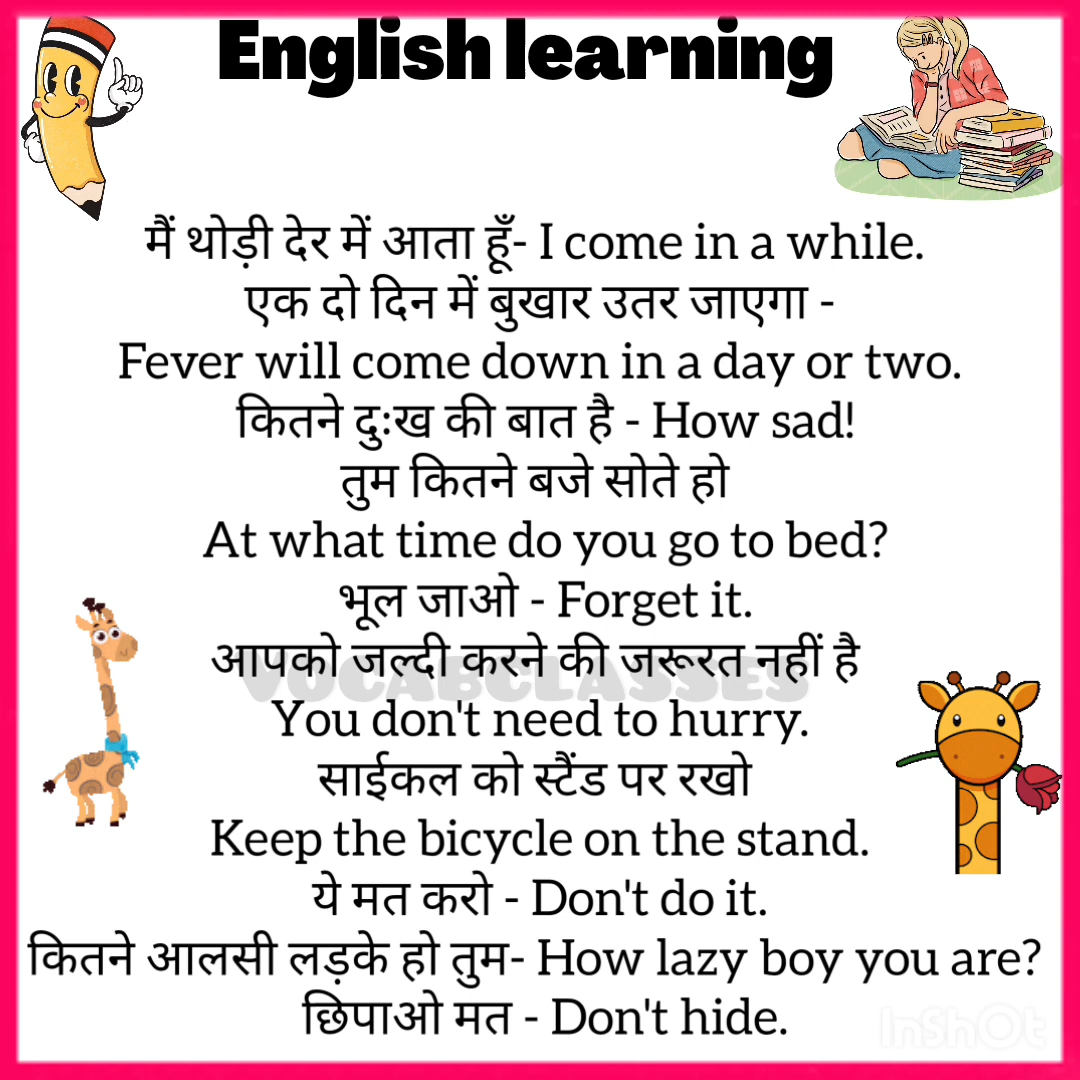 English learning
मैं थोड़ी देर में आता हूँ- I come in a while.
एक दो दिन में बुखार उतर जाएगा -
Fever will come down in a day or two.
कितने दुःख की बात है - How sad!
तुम कितने बजे सोते हो
At what time do you go to bed?
भूल जाओ - Forget it.
आपको जल्दी करने की जरूरत नहीं है
VOCABCLASSES
You don't need to hurry.
साईकल को स्टैंड पर रखो
Keep the bicycle on the stand.
ये मत करो - Don't do it.
कितने आलसी लड़के हो तुम- How lazy boy you are?
छिपाओ मत - Don't hide.
InShOt